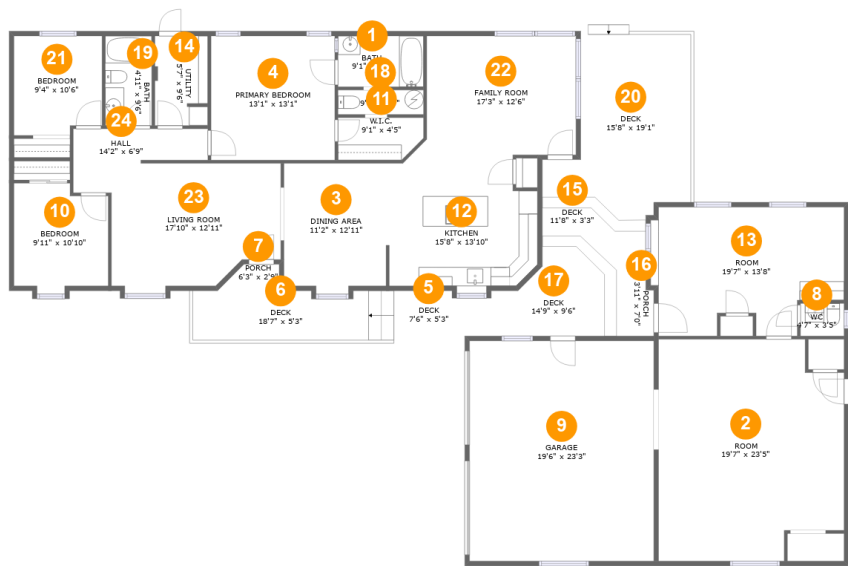 1
BATH
9'1"
18
11
W.I.C.
9'1" x 4'5"
21
BEDROOM
9'4" x 10'6"
19
4'11" x 9'6"
BATH
14
5'7" x 9'6"
UTILITY
4
PRIMARY BEDROOM
13'1" x 13'1"
22
FAMILY ROOM
17'3" x 12'6"
20
DECK
15'8" x 19'1"
24
HALL
14'2" x 6'9"
10
BEDROOM
9'11" x 10'10"
23
LIVING ROOM
17'10" x 12'11"
3
DINING AREA
11'2" x 12'11"
12
KITCHEN
15'8" x 13'10"
15
DECK
11'8" x 3'3"
7
PORCH
6'3" x 2'9"
6
DECK
18'7" x 5'3"
5
DECK
7'6" x 5'3"
17
DECK
14'9" x 9'6"
16
3'11" x 7'0"
PORCH
13
ROOM
19'7" x 13'8"
8
WC
x 3'5"
9
GARAGE
19'6" x 23'3"
2
ROOM
19'7" x 23'5"